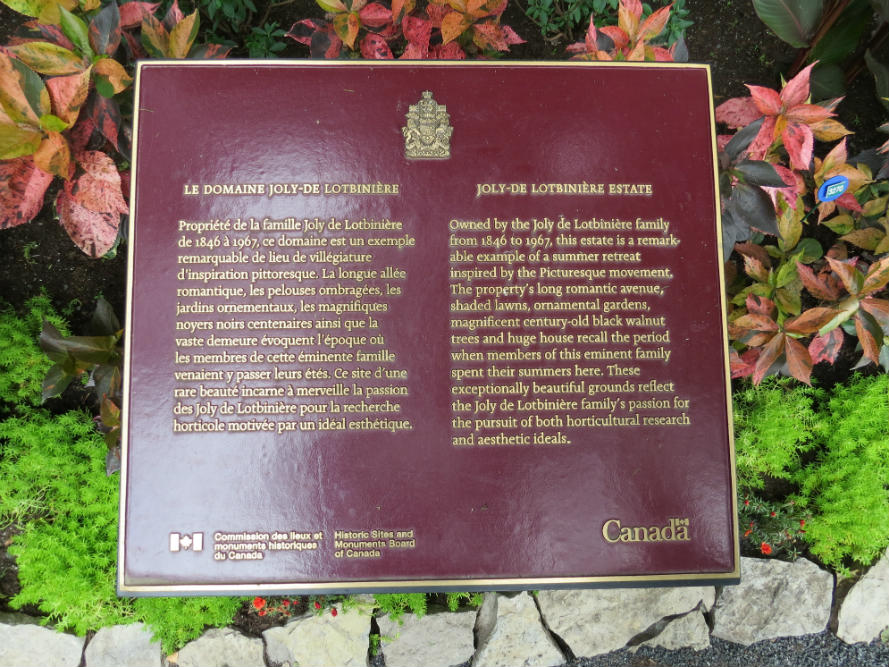 LE DOMAINE JOLY-DE LOTBINIÈRE
Propriété de la famille Joly de Lotbinière
de 1846 à 1967, ce domaine est un exemple
remarquable de lieu de villégiature
d'inspiration pittoresque. La longue allée
romantique, les pelouses ombragées, les
jardins ornementaux, les magnifiques
noyers noirs centenaires ainsi que la
vaste demeure évoquent l'époque où
les membres de cette éminente famille
venaient y passer leurs étés. Ce site d'une
rare beauté incarne à merveille la passion
des Joly de Lotbinière pour la recherche
horticole motivée par un idéal esthétique.
JOLY-DE LOTBINIÈRE ESTATE
Owned by the Joly de Lotbinière family
from 1846 to 1967, this estate is a remark-
able example of a summer retreat
inspired by the Picturesque movement.
The property's long romantic avenue,
shaded lawns, ornamental gardens,
magnificent century-old black walnut
trees and huge house recall the period
when members of this eminent family
spent their summers here. These
exceptionally beautiful grounds reflect
the Joly de Lotbinière family's passion for
the pursuit of both horticultural research
and aesthetic ideals.
Commission des lieux et
monuments historiques
du Canada
Historic Sites and
Monuments Board
of Canada
Canada
3270